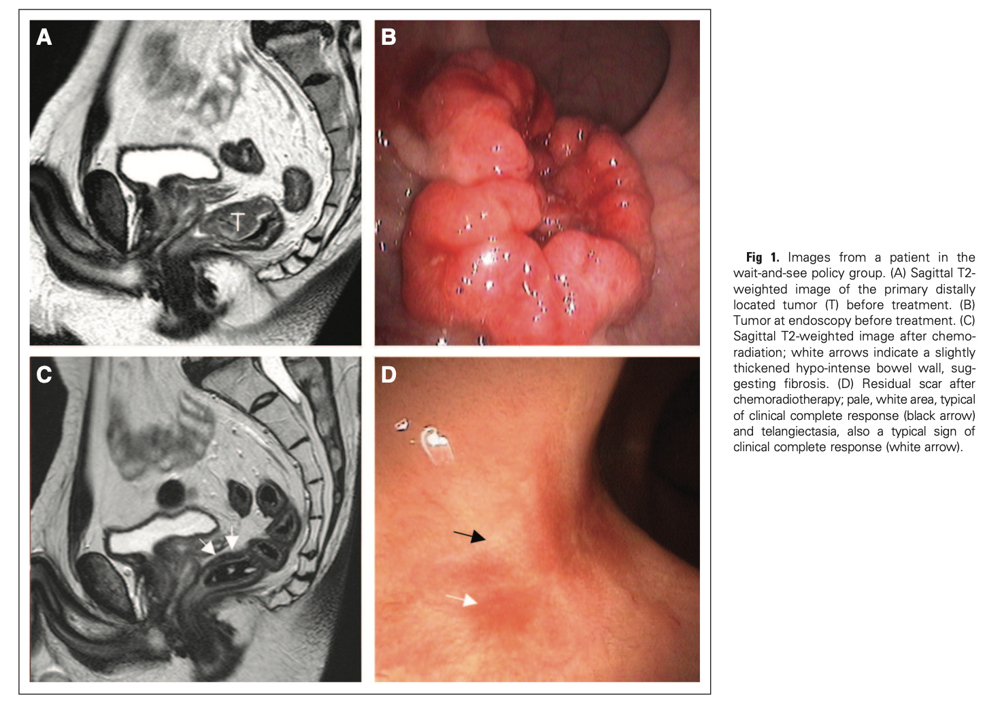 A
B
T
C
D
Fig 1. Images from a patient in the
wait-and-see policy group. (A) Sagittal T2-
weighted image of the primary distally
located tumor (T) before treatment. (B)
Tumor at endoscopy before treatment. (C)
Sagittal T2-weighted image after chemo-
radiation; white arrows indicate a slightly
thickened hypo-intense bowel wall, sug-
gesting fibrosis. (D) Residual scar after
chemoradiotherapy; pale, white area, typical
of clinical complete response (black arrow)
and telangiectasia, also a typical sign of
clinical complete response (white arrow).